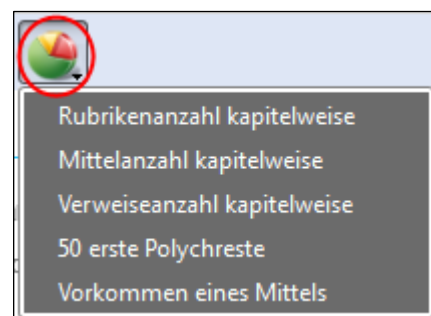 Rubrikenanzahl kapitelweise
Mittelanzahl kapitelweise
Verweiseanzahl kapitelweise
50 erste Polychreste
Vorkommen eines Mittels